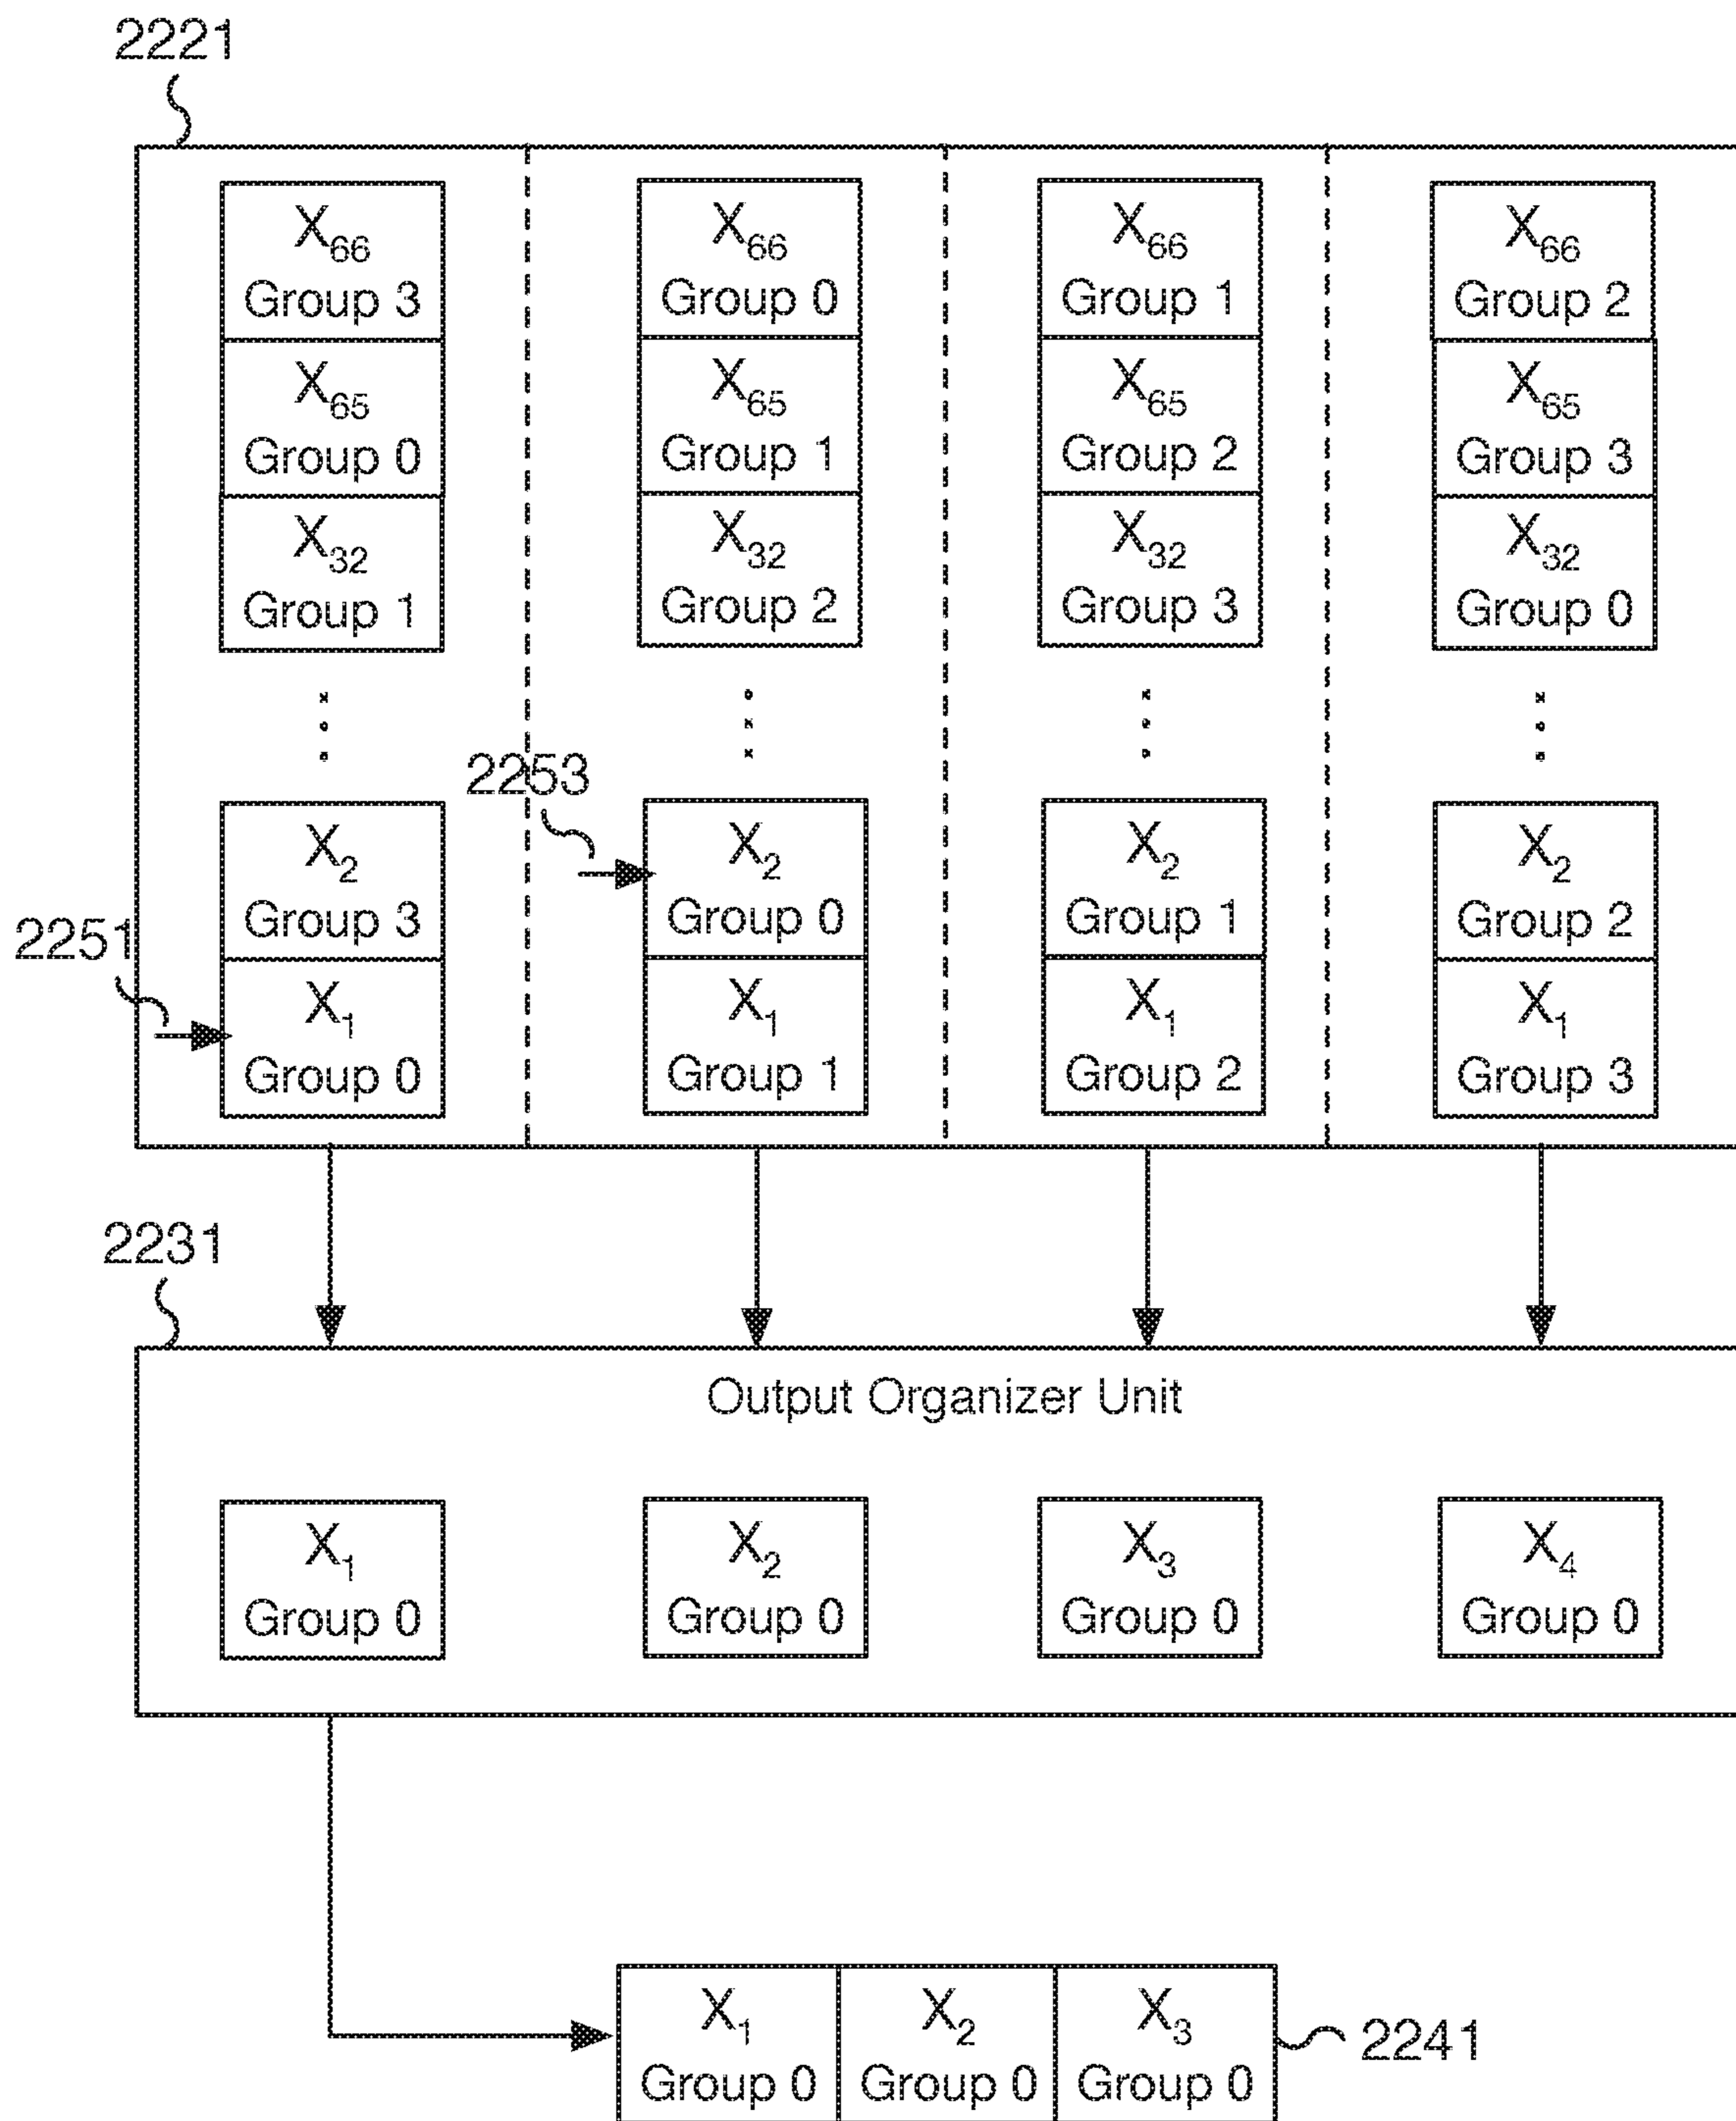 2221
X66 X66 X66 X66
Group 3 Group 0 Group 1 Group 2
X65 X65 X65 X65
Group 0 Group 1 Group 2 Group 3
X32 X32 X32 X32
Group 1 Group 2 Group 3 Group 0
2253
X2 X2 X2 X2
Group 3 Group 0 Group 1 Group 2
2251
X1 X1 X1 X1
Group 0 Group 1 Group 2 Group 3
2231
Output Organizer Unit
X1 X2 X3 X4
Group 0 Group 0 Group 0 Group 0
X1 X2 X3
2241
Group 0 Group 0 Group 0